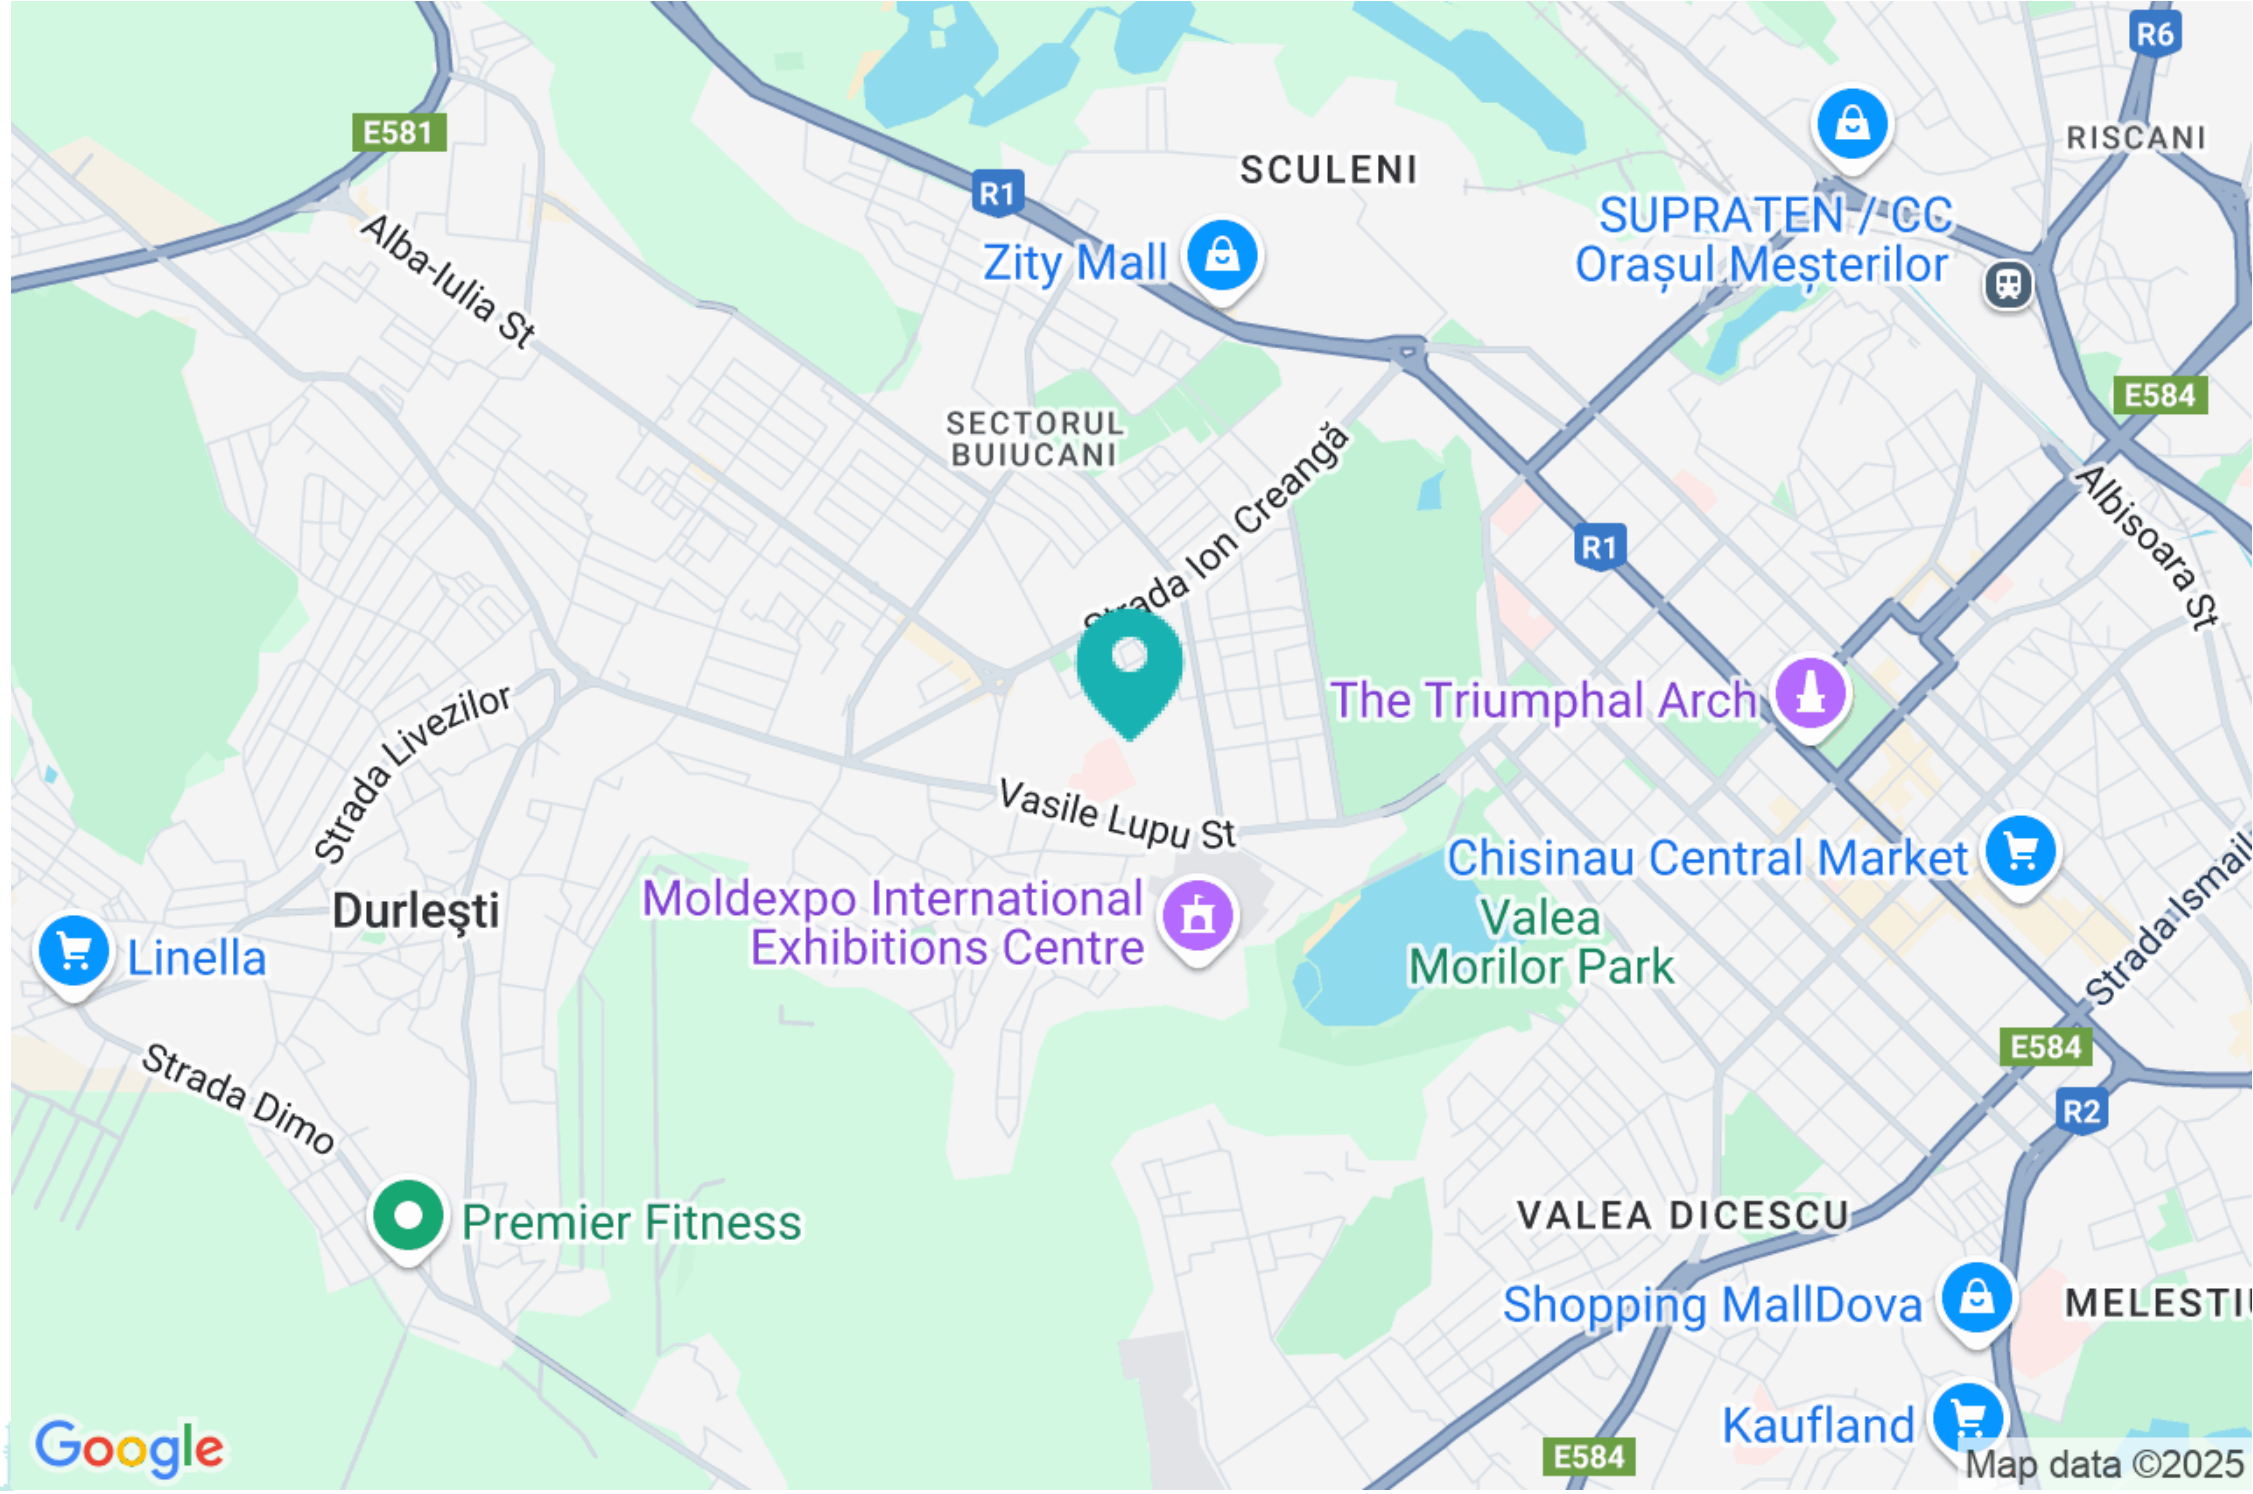 R6
E581
RISCANI
SCULENI
R1
SUPRATEN / CC
Orașul Meșterilor
Alba-Iulia St
Zity Mall
E584
SECTORUL
BUIUCANI
Strada Ion Creangă
Albisoara St
R1
Strada Livezilor
The Triumphal Arch
Vasile Lupu St
Chisinau Central Market
Durleşti
Moldexpo International
Exhibitions Centre
Valea
Morilor Park
Strada Ismail
Linella
E584
Strada Dimo
R2
Premier Fitness
VALEA DICESCU
Shopping MallDova
MELESTIU
Kaufland
Google
E584
Map data ©2025